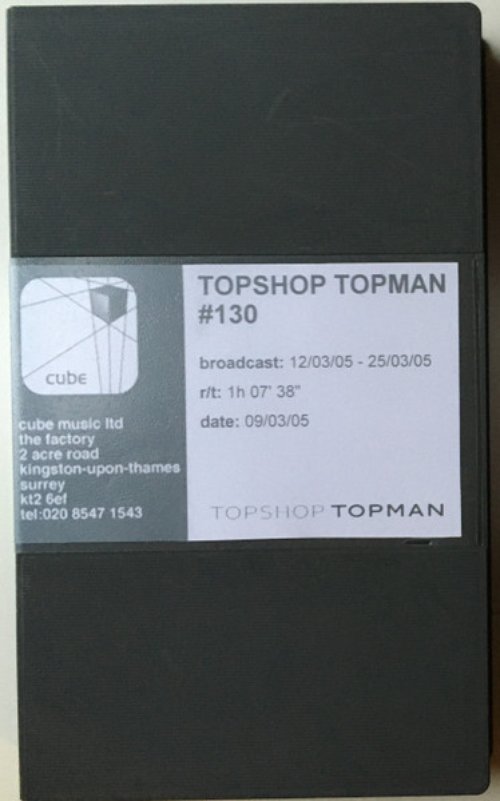 cube
cube music ltd
the factory
2 acre road
kingston-upon-thames
surrey
kt2 6ef
tel:020 8547 1543
TOPSHOP TOPMAN
#130
broadcast: 12/03/05 - 25/03/05
r/t: 1h 07' 38"
date: 09/03/05
TOPSHOP TOPMAN